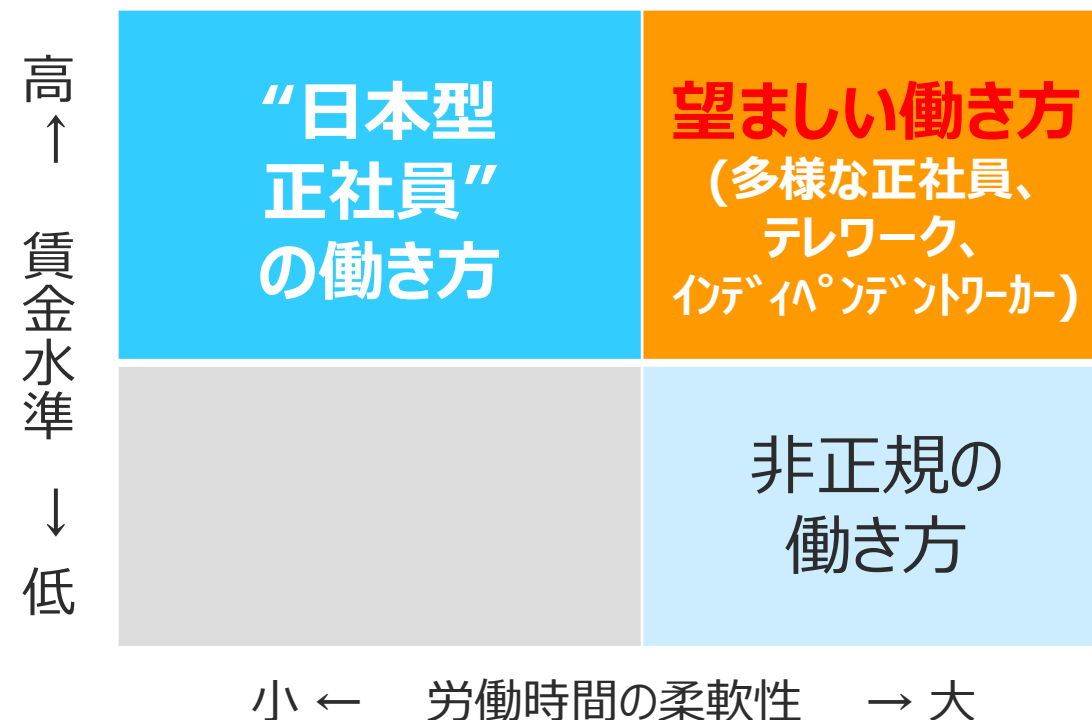 高
↑
賃金水準
↓
低
“日本型
正社員”
の働き方
望ましい働き方
(多様な正社員、
テレワーク、
ｲﾝﾃﾞｨﾍﾟﾝﾃﾞﾝﾄﾜｰｶｰ)
非正規の
働き方
小 ← 労働時間の柔軟性 → 大